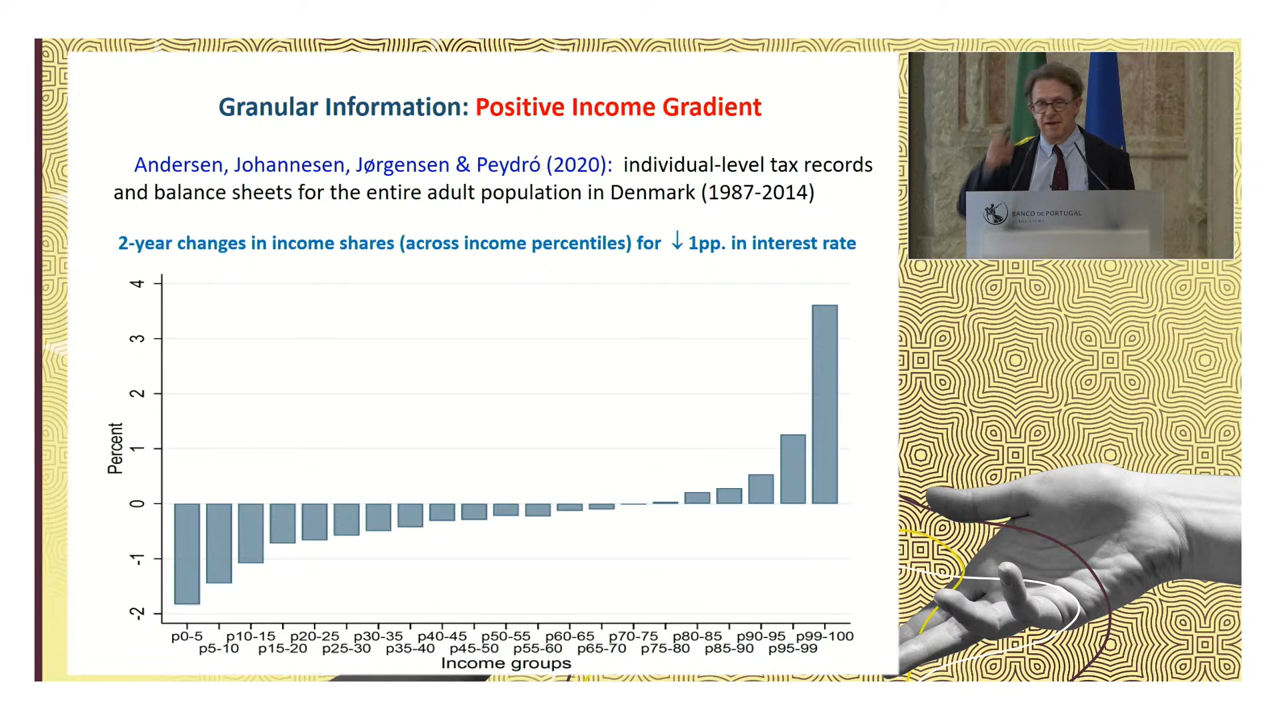 Granular Information: Positive Income Gradient
Andersen, Johannesen, Jørgensen & Peydró (2020): individual-level tax records
and balance sheets for the entire adult population in Denmark (1987-2014)
2-year changes in income shares (across income percentiles) for ↓ 1pp. in interest rate
4
3
2
1
0
-1
-2
Percent
p0-5 p10-15 p20-25 p30-35 p40-45 p50-55 p60-65 p70-75 p80-85 p90-95 p99-100
p5-10 p15-20 p25-30 p35-40 p45-50 p55-60 p65-70 p75-80 p85-90 p95-99
Income groups
BANCO DE PORTUGAL